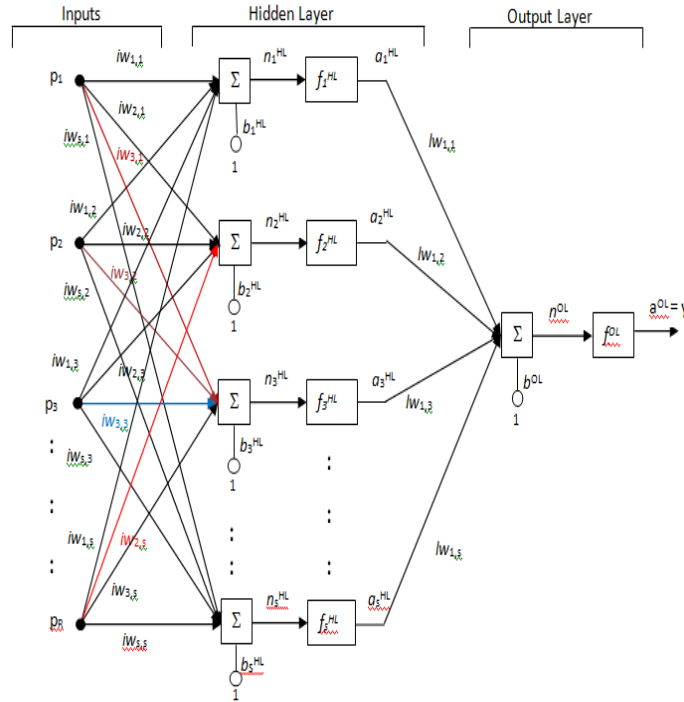 Inputs Hidden Layer Output Layer
iw1,1 n1HL a1HL
p1 Σ f1HL
iw2,1
b1HL
iw3,1
iws,1
1
lw1,1
iw1,2
n2HL a2HL
iw2,2
p2 Σ f2HL
iw3,2
lw1,2
iws,2
b2HL
1
nOL aOL= y
Σ fOL
iw1,3
iw2,3
n3HL a3HL
bOL
p3 Σ f3HL
lw1,3
iw3,3
1
b3HL
iws,3
1
: : :
: : :
iw1,s iw2,s
lw1,s
: : :
iw3,s
nsHL asHL
pR Σ fsHL
iws,s
bsHL
1